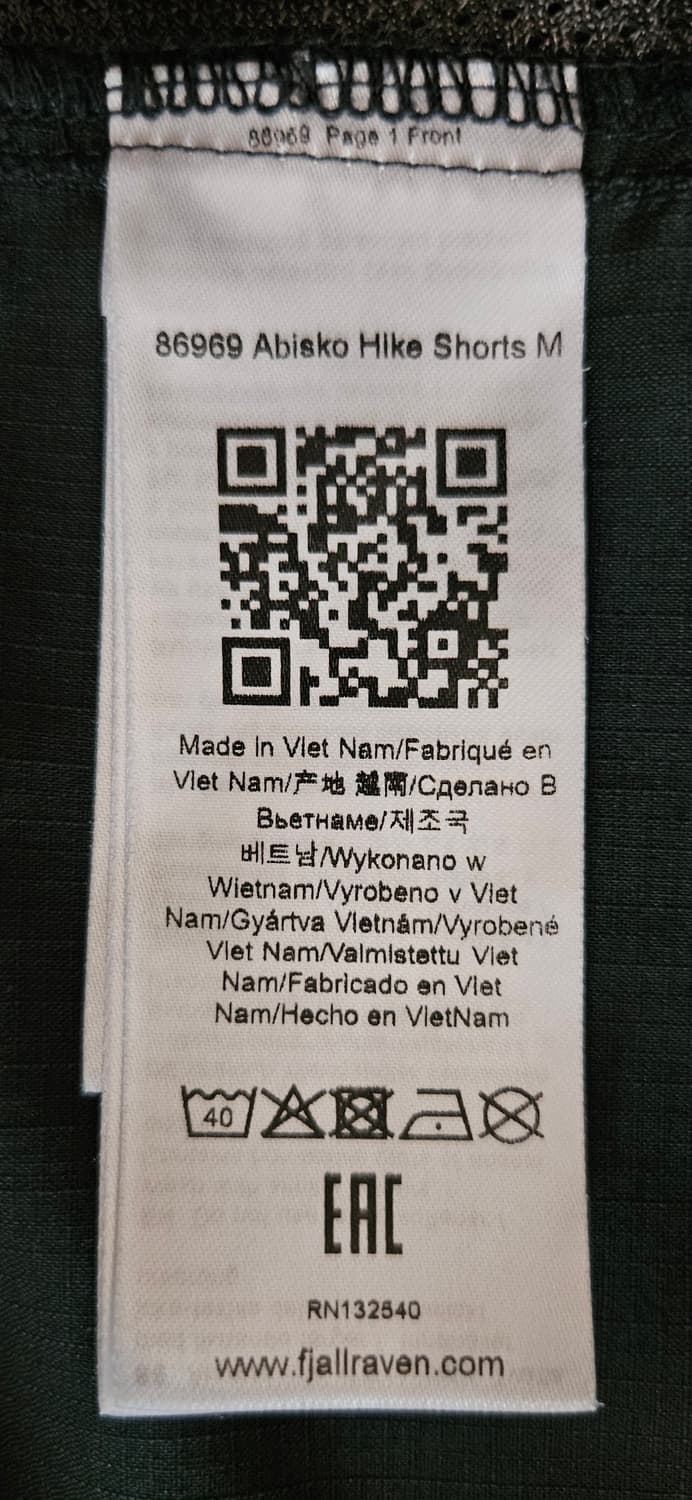 86969 Page 1 Front
86969 Abisko Hike Shorts M
Made in Viet Nam/Fabriqué en
Viet Nam/产地 越南/Сделано В
Вьетнаме/제조국
베트남/Wykonano w
Wietnam/Vyrobeno v Viet
Nam/Gyártva Vietnám/Vyrobené
Viet Nam/Valmistettu Viet
Nam/Fabricado en Viet
Nam/Hecho en VietNam
40
EAC
RN132540
www.fjallraven.com